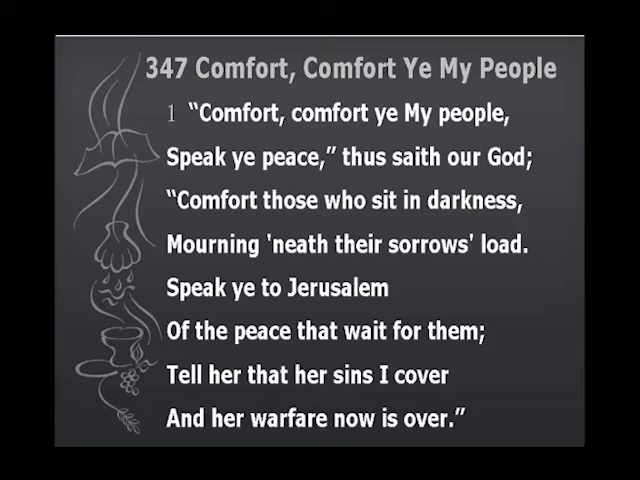 347 Comfort, Comfort Ye My People
1 “Comfort, comfort ye My people,
Speak ye peace,” thus saith our God;
“Comfort those who sit in darkness,
Mourning 'neath their sorrows' load.
Speak ye to Jerusalem
Of the peace that wait for them;
Tell her that her sins I cover
And her warfare now is over.”